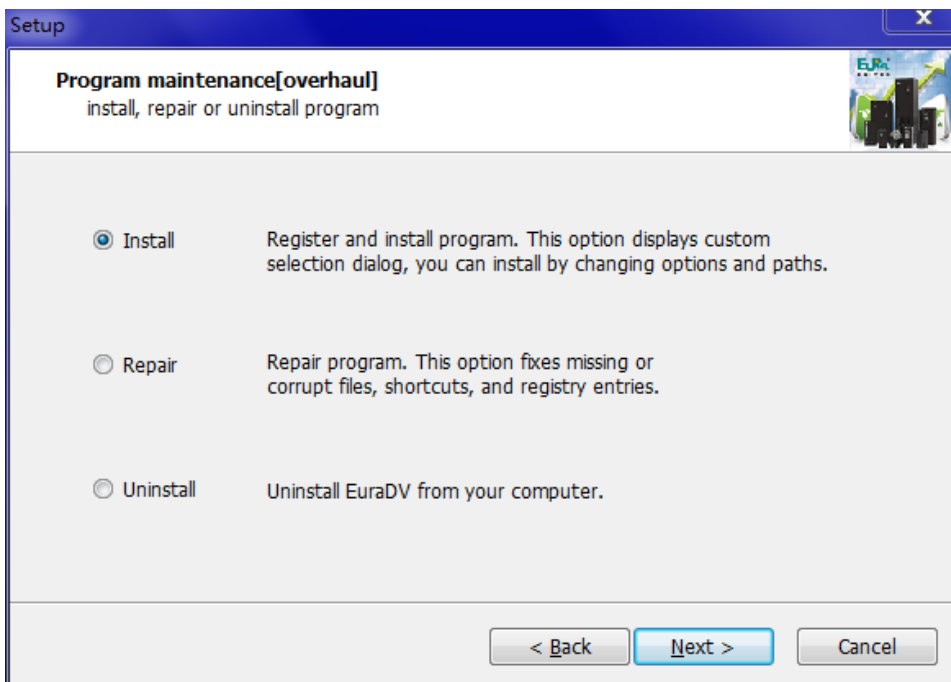 Setup
Program maintenance[overhaul]
install, repair or uninstall program
EURA
Install
Register and install program. This option displays custom
selection dialog, you can install by changing options and paths.
Repair
Repair program. This option fixes missing or
corrupt files, shortcuts, and registry entries.
Uninstall
Uninstall EuraDV from your computer.
< Back
Next >
Cancel